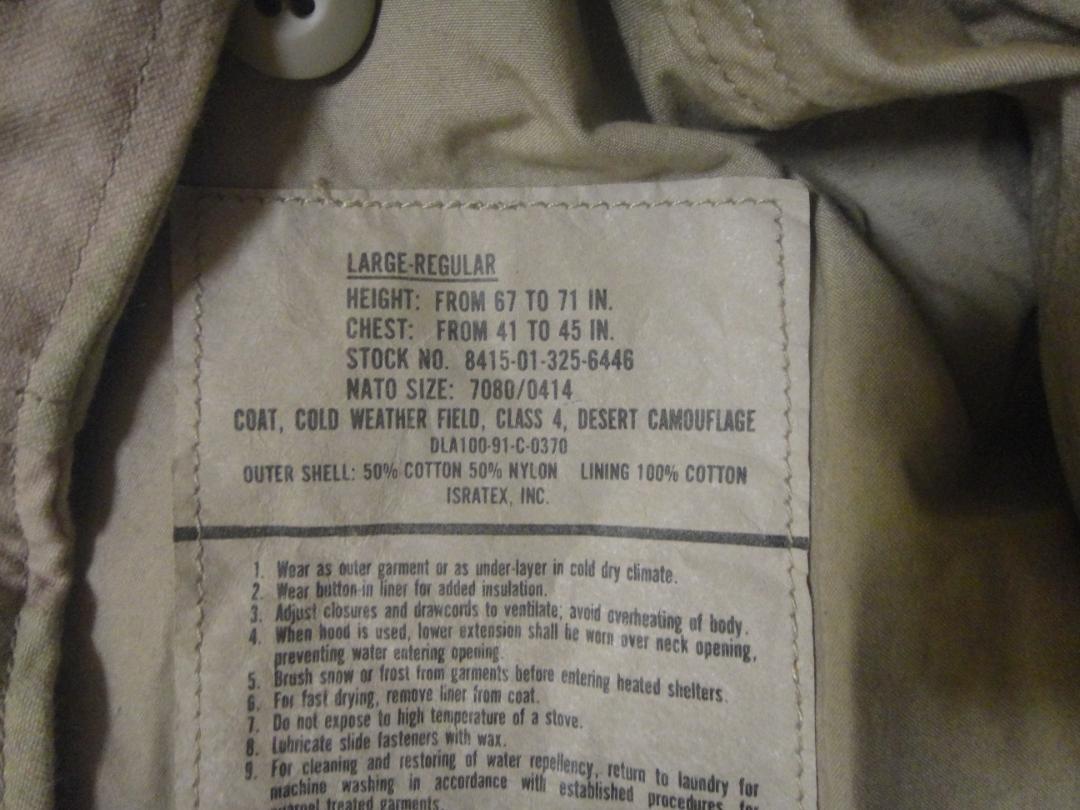 LARGE-REGULAR
HEIGHT: FROM 67 TO 71 IN.
CHEST: FROM 41 TO 45 IN.
STOCK NO. 8415-01-325-6446
NATO SIZE: 7080/0414
COAT, COLD WEATHER FIELD, CLASS 4, DESERT CAMOUFLAGE
DLA100-91-C-0370
OUTER SHELL: 50% COTTON 50% NYLON LINING 100% COTTON
ISRATEX, INC.
1. Wear as outer garment or as under-layer in cold dry climate.
2. Wear button-in liner for added insulation.
3. Adjust closures and drawcords to ventilate; avoid overheating of body.
4. When hood is used, lower extension shall be worn over neck opening,
preventing water entering opening.
5. Brush snow or frost from garments before entering heated shelters.
6. For fast drying, remove liner from coat.
7. Do not expose to high temperature of a stove.
8. Lubricate slide fasteners with wax.
9. For cleaning and restoring of water repellency, return to laundry for
machine washing in accordance with established procedures for
quarpel treated garments.